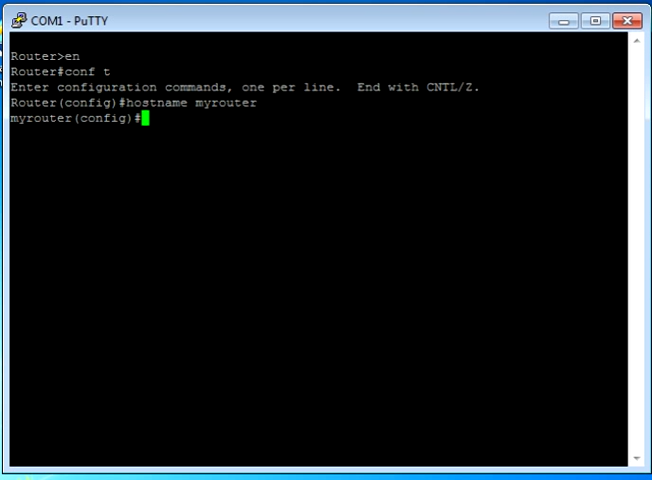 COM1 - PuTTY
Router>en
Router#conf t
Enter configuration commands, one per line.  End with CNTL/Z.
Router(config)#hostname myrouter
myrouter(config)#